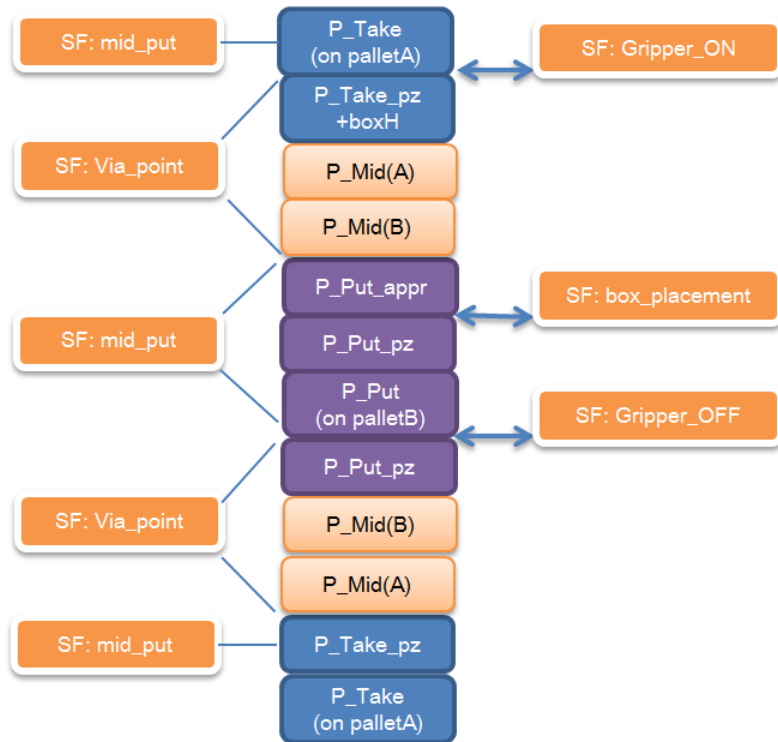 SF: mid_put
P_Take
(on palletA)
SF: Gripper_ON
P_Take_pz
+boxH
SF: Via_point
P_Mid(A)
P_Mid(B)
P_Put_appr
SF: box_placement
SF: mid_put
P_Put_pz
P_Put
(on palletB)
SF: Gripper_OFF
P_Put_pz
SF: Via_point
P_Mid(B)
P_Mid(A)
SF: mid_put
P_Take_pz
P_Take
(on palletA)